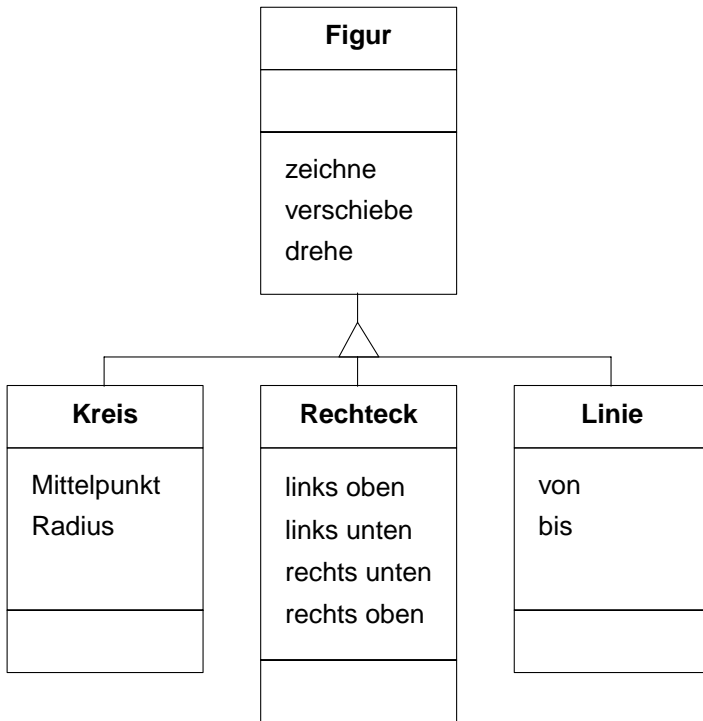 Figur
zeichne
verschiebe
drehe
Kreis
Mittelpunkt
Radius
Rechteck
links oben
links unten
rechts unten
rechts oben
Linie
von
bis